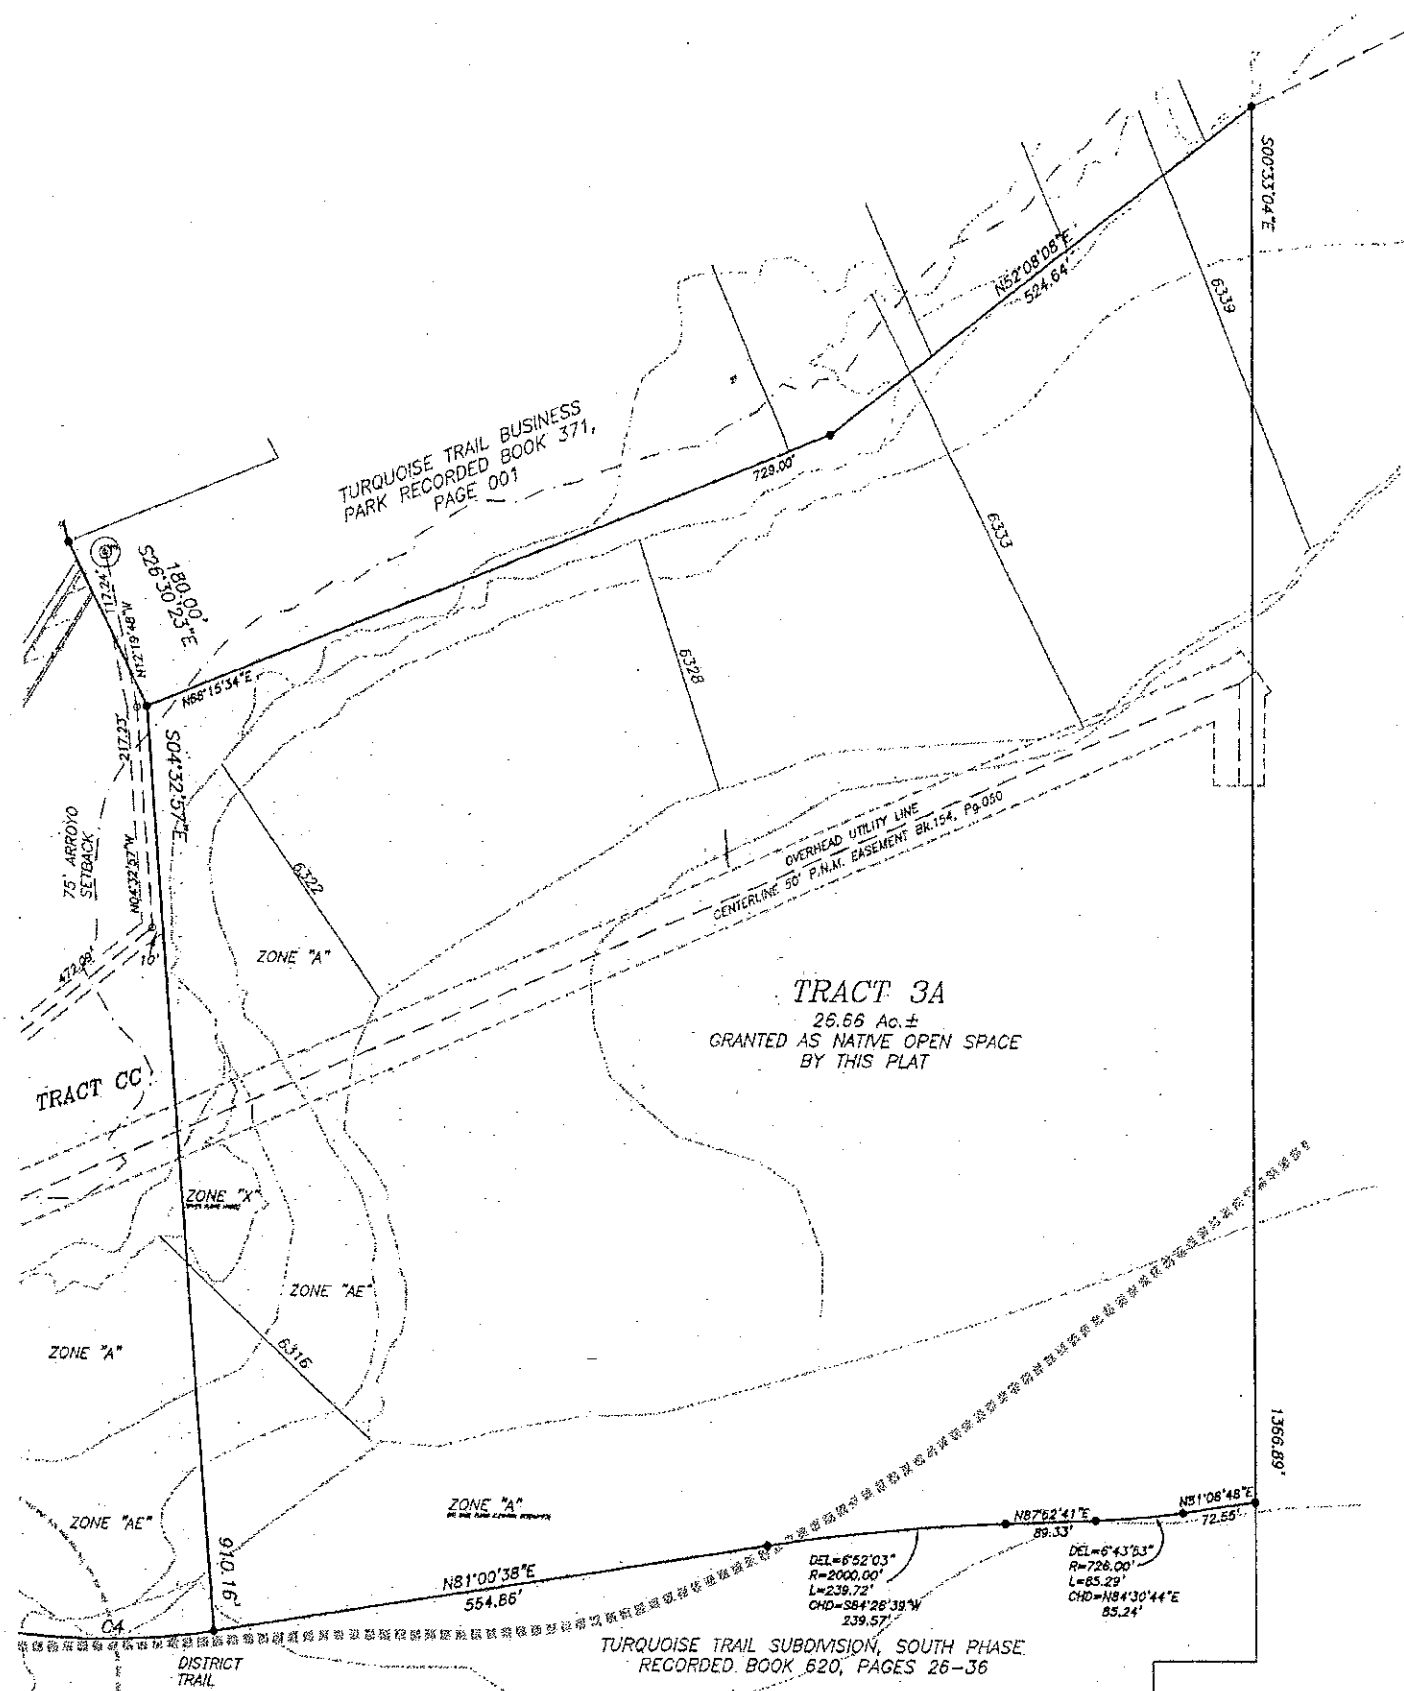 S00°33'04"E
N52°08'08"E
524.64'
6339
TURQUOISE TRAIL BUSINESS
PARK RECORDED BOOK 371,
PAGE 001
729.00'
6333
180.00'
S26°30'23"E
112.24'
N12°19'48"W
N68°15'34"E
6328
217.23'
S04°32'57"E
75' ARROYO
SETBACK
N04°32'57"W
6322
OVERHEAD UTILITY LINE
CENTERLINE 50' P.N.M. EASEMENT BK.154, Pg.050
472.09'
10'
ZONE "A"
TRACT 3A
26.66 Ac.±
GRANTED AS NATIVE OPEN SPACE
BY THIS PLAT
TRACT CC
ZONE "X"
ZONE "AE"
ZONE "A"
6316
1366.89'
ZONE "A"
ZONE "AE"
N81°06'48"E
72.55'
N87°52'41"E
89.33'
910.16'
N81°00'38"E
554.86'
DEL=6°52'03"
R=2000.00'
L=239.72'
CHD=S84°26'39"W
239.57'
DEL=6°43'53"
R=726.00'
L=85.29'
CHD=N84°30'44"E
85.24'
C4
DISTRICT
TRAIL
TURQUOISE TRAIL SUBDIVISION, SOUTH PHASE
RECORDED BOOK 620, PAGES 26-36